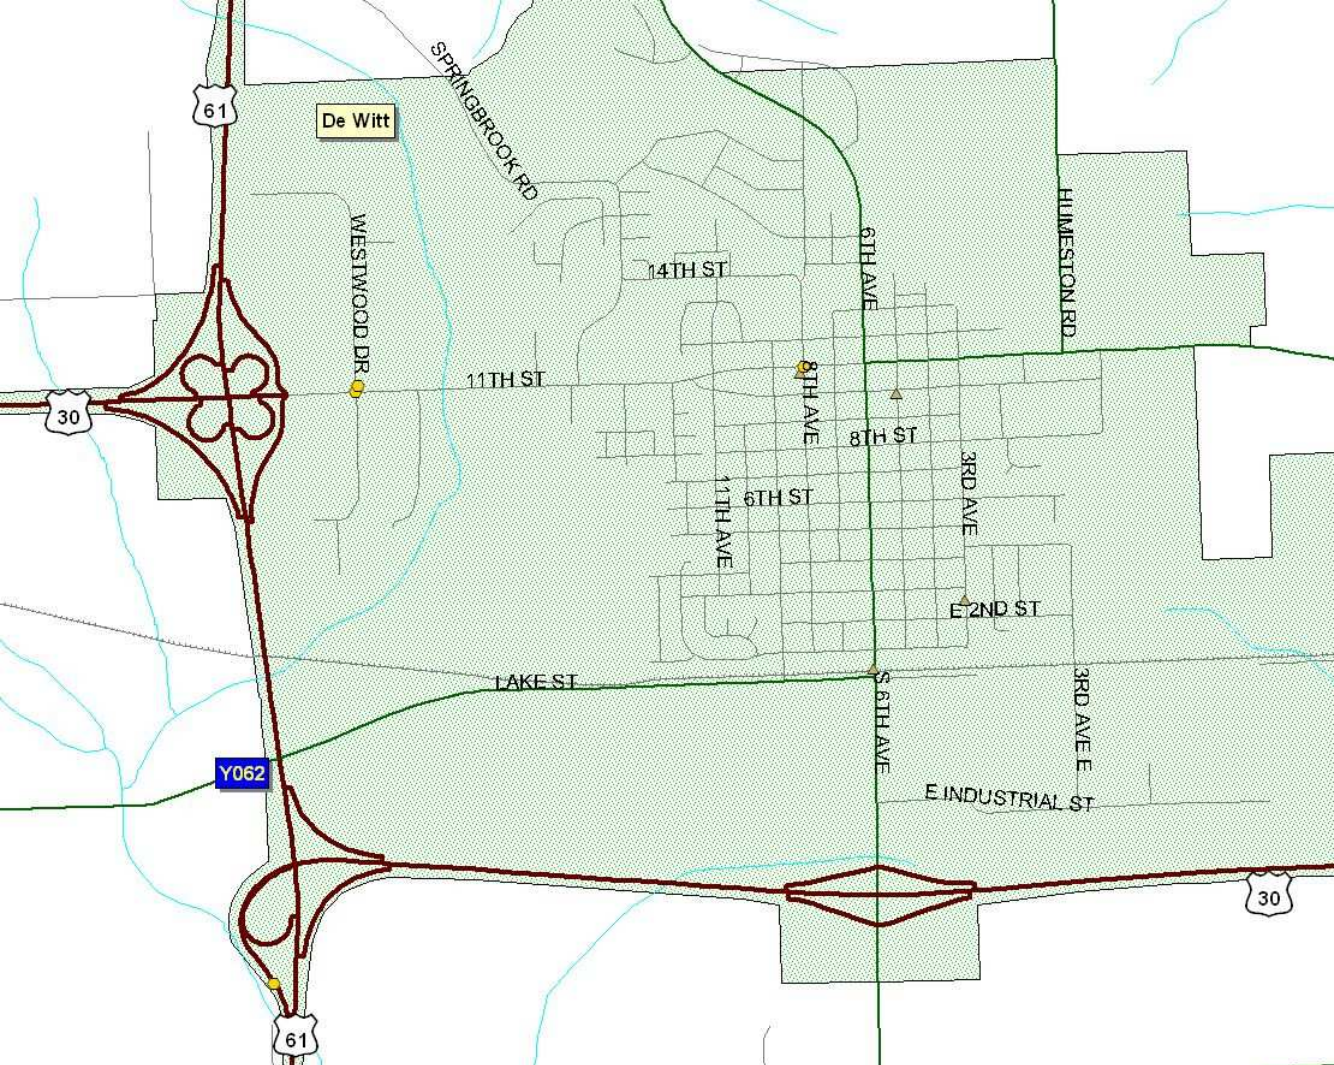 SPRINGBROOK RD
61
De Witt
HUMESTON RD
WESTWOOD DR
6TH AVE
14TH ST
11TH ST
8TH AVE
30
8TH ST
3RD AVE
11TH AVE
6TH ST
E 2ND ST
LAKE ST
S 6TH AVE
3RD AVE E
Y062
E INDUSTRIAL ST
30
61